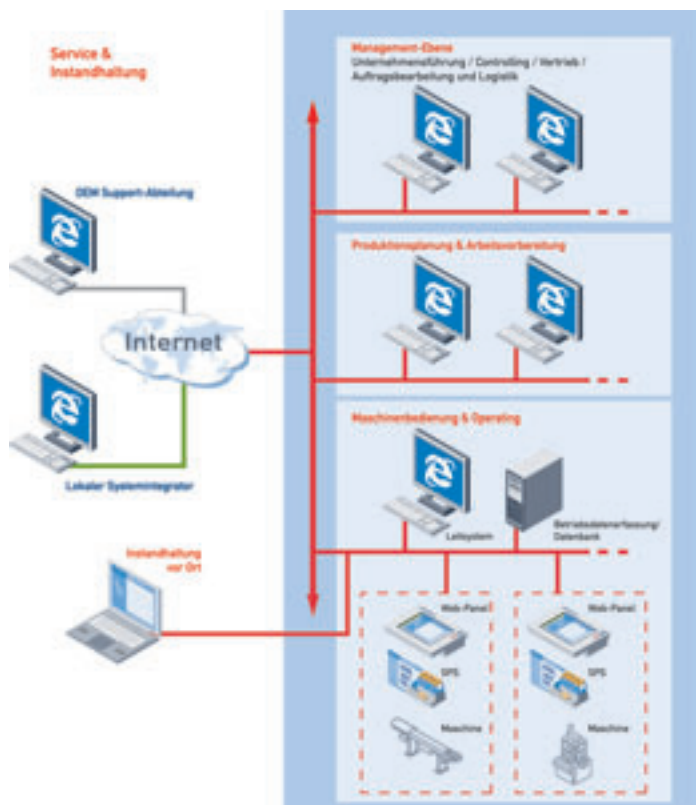 Service &
Instandhaltung
Management-Ebene
Unternehmensführung / Controlling / Vertrieb /
Auftragsbearbeitung und Logistik
OEM Support-Abteilung
Produktionsplanung & Arbeitsvorbereitung
Internet
Lokaler Systemintegrator
Maschinenbedienung & Operating
Leitsystem
Betriebsdatenerfassung/
Datenbank
Instandhaltung
vor Ort
Web-Panel
Web-Panel
SPS
SPS
Maschine
Maschine